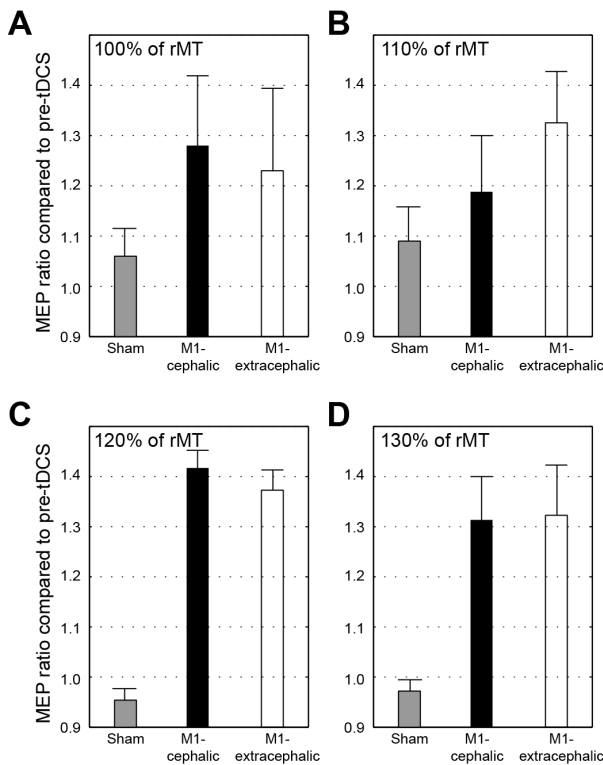 A
B
100% of rMT
110% of rMT
MEP ratio compared to pre-tDCS
1.4
1.3
1.2
1.1
1.0
0.9
1.4
1.3
1.2
1.1
1.0
0.9
Sham
M1-
cephalic
M1-
extracephalic
Sham
M1-
cephalic
M1-
extracephalic
C
D
120% of rMT
130% of rMT
MEP ratio compared to pre-tDCS
1.4
1.3
1.2
1.1
1.0
0.9
1.4
1.3
1.2
1.1
1.0
0.9
Sham
M1-
cephalic
M1-
extracephalic
Sham
M1-
cephalic
M1-
extracephalic